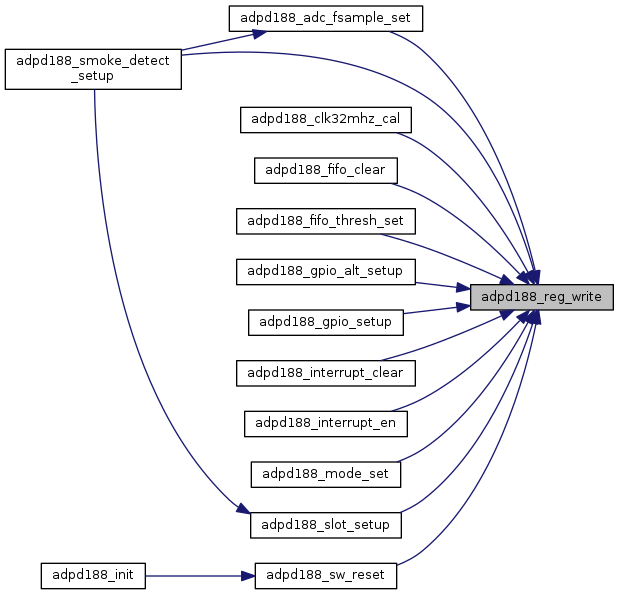 adpd188_adc_fsample_set
adpd188_smoke_detect
_setup
adpd188_clk32mhz_cal
adpd188_fifo_clear
adpd188_fifo_thresh_set
adpd188_gpio_alt_setup
adpd188_reg_write
adpd188_gpio_setup
adpd188_interrupt_clear
adpd188_interrupt_en
adpd188_mode_set
adpd188_slot_setup
adpd188_init
adpd188_sw_reset